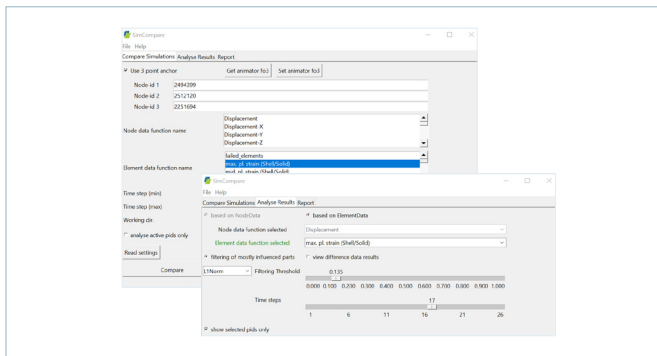 SimCompare
File Help
Compare Simulations Analyse Results Report
Use 3 point anchor Get animator fo3 Set animator fo3
Node-id 1 2494209
Node-id 2 2512120
Node-id 3 2251694
Node data function name
Displacement
Displacement-X
Displacement-Y
Displacement-Z
Element data function name
failed_elements
max. pl. strain (Shell/Solid)
mid. pl. strain (Shell/Solid)
Time step (min)
Time step (max)
Working dir.
analyse active pids only
Read settings
Compare
SimCompare
File Help
Compare Simulations Analyse Results Report
based on NodeData based on ElementData
Node data function selected Displacement
Element data function selected max. pl. strain (Shell/Solid)
filtering of mostly influenced parts view difference data results
L1Norm Filtering Threshold 0.135
0.000 0.100 0.200 0.300 0.400 0.500 0.600 0.700 0.800 0.900 1.000
Time steps 17
1 6 11 16 21 26
show selected pids only